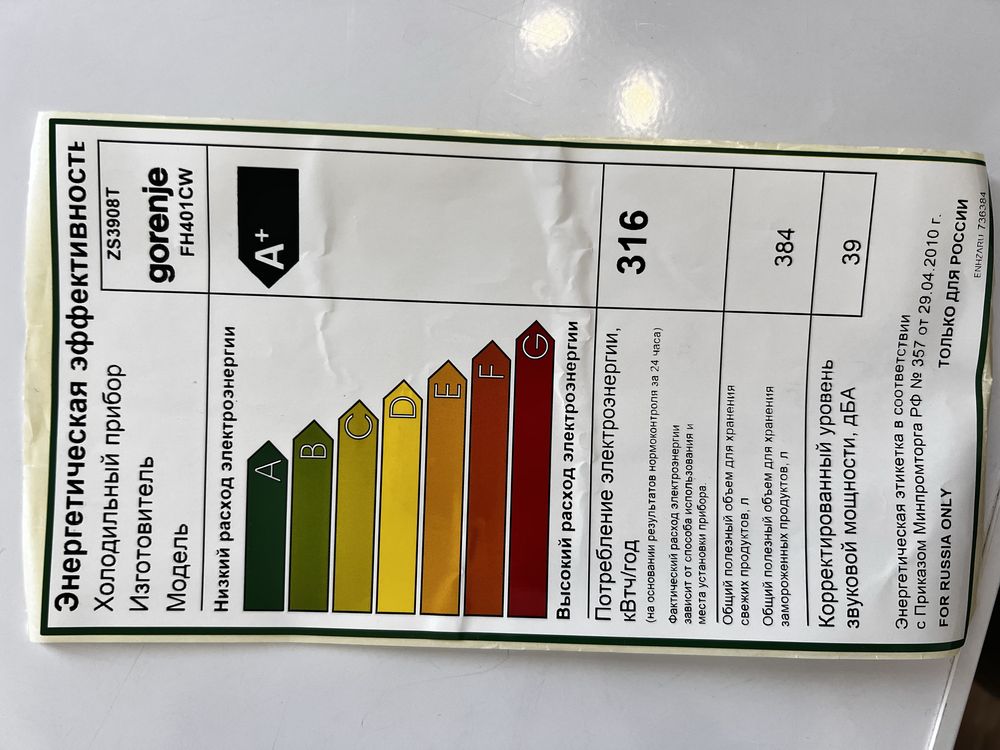 Энергетическая эффективность
Холодильный прибор ZS3908T
Изготовитель gorenje
Модель FH401CW
Низкий расход электроэнергии
A+
A
B
C
D
E
F
G
Высокий расход электроэнергии
Потребление электроэнергии, 316
кВтч/год
(на основании результатов нормоконтроля за 24 часа)
Фактический расход электроэнергии
зависит от способа использования и
места установки прибора.
Общий полезный объем для хранения
свежих продуктов, л
Общий полезный объем для хранения 384
замороженных продуктов, л
Корректированный уровень 39
звуковой мощности, дБА
Энергетическая этикетка в соответствии
с Приказом Минпромторга РФ № 357 от 29.04.2010 г.
FOR RUSSIA ONLY ТОЛЬКО ДЛЯ РОССИИ
ENHZARU 736384